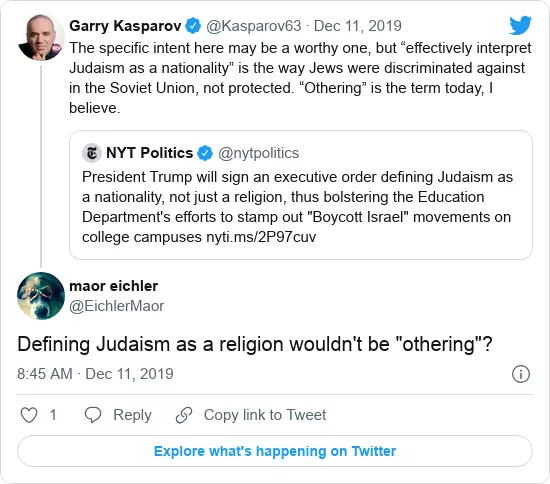 Garry Kasparov @Kasparov63 · Dec 11, 2019
The specific intent here may be a worthy one, but “effectively interpret
Judaism as a nationality” is the way Jews were discriminated against
in the Soviet Union, not protected. “Othering” is the term today, I
believe.
NYT Politics @nytpolitics
President Trump will sign an executive order defining Judaism as
a nationality, not just a religion, thus bolstering the Education
Department's efforts to stamp out "Boycott Israel" movements on
college campuses nyti.ms/2P97cuv
maor eichler
@EichlerMaor
Defining Judaism as a religion wouldn't be "othering"?
8:45 AM · Dec 11, 2019
1 Reply Copy link to Tweet
Explore what's happening on Twitter